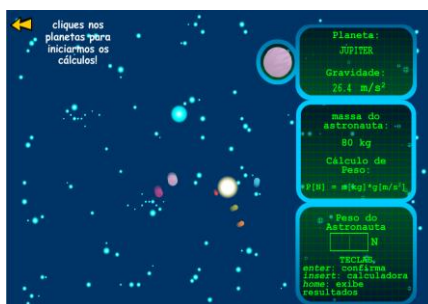 cliques nos
planetas para
iniciarmos os
cálculos!
Planeta:
JÚPITER
Gravidade:
26.4 m/s²
massa do
astronauta:
80 kg
Cálculo de
Peso:
P[N] = m[kg]*g[m/s²]
Peso do
Astronauta
N
TECLAS
enter: confirma
insert: calculadora
home: exibe
resultados